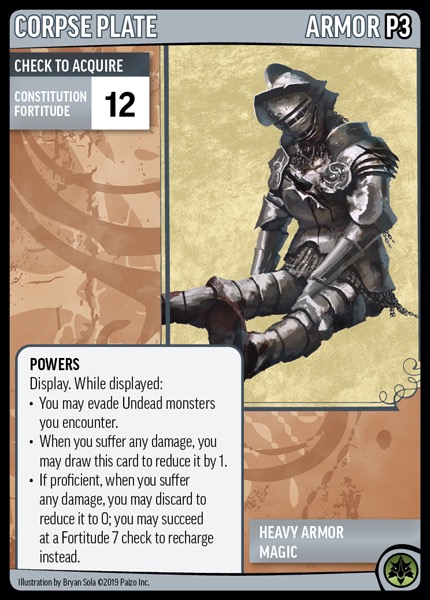 CORPSE PLATE
ARMOR P3
CHECK TO ACQUIRE
CONSTITUTION
FORTITUDE
12
POWERS
Display. While displayed:
• You may evade Undead monsters
you encounter.
• When you suffer any damage, you
may draw this card to reduce it by 1.
• If proficient, when you suffer
any damage, you may discard to
reduce it to 0; you may succeed
at a Fortitude 7 check to recharge
instead.
HEAVY ARMOR
MAGIC
Illustration by Bryan Sola ©2019 Paizo Inc.